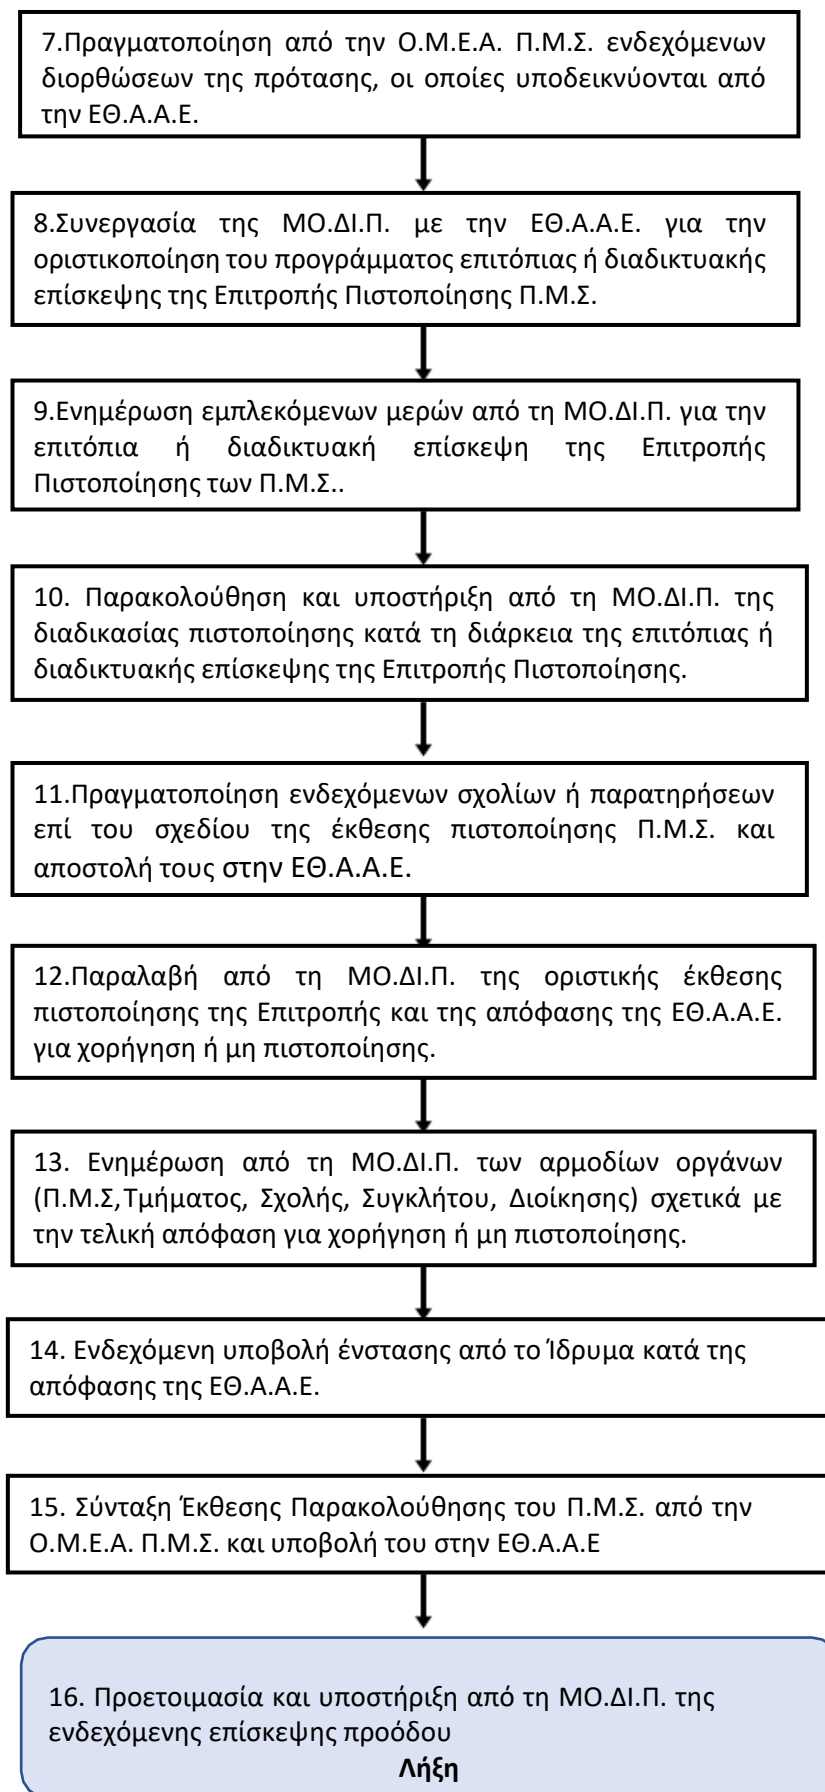 7.Πραγματοποίηση από την Ο.Μ.Ε.Α. Π.Μ.Σ. ενδεχόμενων
διορθώσεων της πρότασης, οι οποίες υποδεικνύονται από
την ΕΘ.Α.Α.Ε.
8.Συνεργασία της ΜΟ.ΔΙ.Π. με την ΕΘ.Α.Α.Ε. για την
οριστικοποίηση του προγράμματος επιτόπιας ή διαδικτυακής
επίσκεψης της Επιτροπής Πιστοποίησης Π.Μ.Σ.
9.Ενημέρωση εμπλεκόμενων μερών από τη ΜΟ.ΔΙ.Π. για την
επιτόπια ή διαδικτυακή επίσκεψη της Επιτροπής
Πιστοποίησης των Π.Μ.Σ..
10. Παρακολούθηση και υποστήριξη από τη ΜΟ.ΔΙ.Π. της
διαδικασίας πιστοποίησης κατά τη διάρκεια της επιτόπιας ή
διαδικτυακής επίσκεψης της Επιτροπής Πιστοποίησης.
11.Πραγματοποίηση ενδεχόμενων σχολίων ή παρατηρήσεων
επί του σχεδίου της έκθεσης πιστοποίησης Π.Μ.Σ. και
αποστολή τους στην ΕΘ.Α.Α.Ε.
12.Παραλαβή από τη ΜΟ.ΔΙ.Π. της οριστικής έκθεσης
πιστοποίησης της Επιτροπής και της απόφασης της ΕΘ.Α.Α.Ε.
για χορήγηση ή μη πιστοποίησης.
13. Ενημέρωση από τη ΜΟ.ΔΙ.Π. των αρμοδίων οργάνων
(Π.Μ.Σ,Τμήματος, Σχολής, Συγκλήτου, Διοίκησης) σχετικά με
την τελική απόφαση για χορήγηση ή μη πιστοποίησης.
14. Ενδεχόμενη υποβολή ένστασης από το Ίδρυμα κατά της
απόφασης της ΕΘ.Α.Α.Ε.
15. Σύνταξη Έκθεσης Παρακολούθησης του Π.Μ.Σ. από την
Ο.Μ.Ε.Α. Π.Μ.Σ. και υποβολή του στην ΕΘ.Α.Α.Ε
16. Προετοιμασία και υποστήριξη από τη ΜΟ.ΔΙ.Π. της
ενδεχόμενης επίσκεψης προόδου
Λήξη